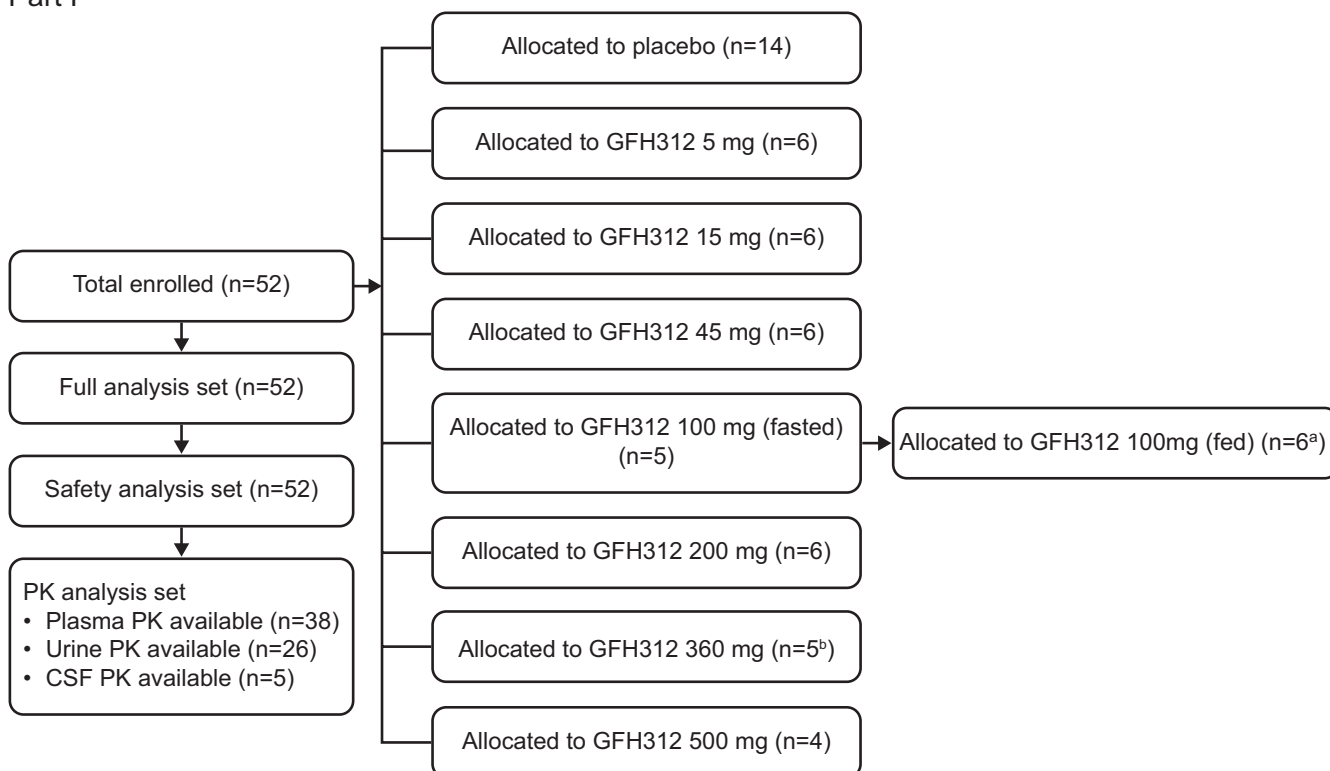 Part I
Allocated to placebo (n=14)
Allocated to GFH312 5 mg (n=6)
Allocated to GFH312 15 mg (n=6)
Total enrolled (n=52)
Allocated to GFH312 45 mg (n=6)
Full analysis set (n=52)
Allocated to GFH312 100 mg (fasted)
(n=5)
Allocated to GFH312 100mg (fed) (n=6ᵃ)
Safety analysis set (n=52)
Allocated to GFH312 200 mg (n=6)
PK analysis set
• Plasma PK available (n=38)
• Urine PK available (n=26)
• CSF PK available (n=5)
Allocated to GFH312 360 mg (n=5ᵇ)
Allocated to GFH312 500 mg (n=4)